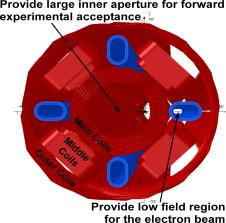 Provide large inner aperture for forward
experimental acceptance
Main Coils
Middle
Coils
Outer Coils
Provide low field region
for the electron beam